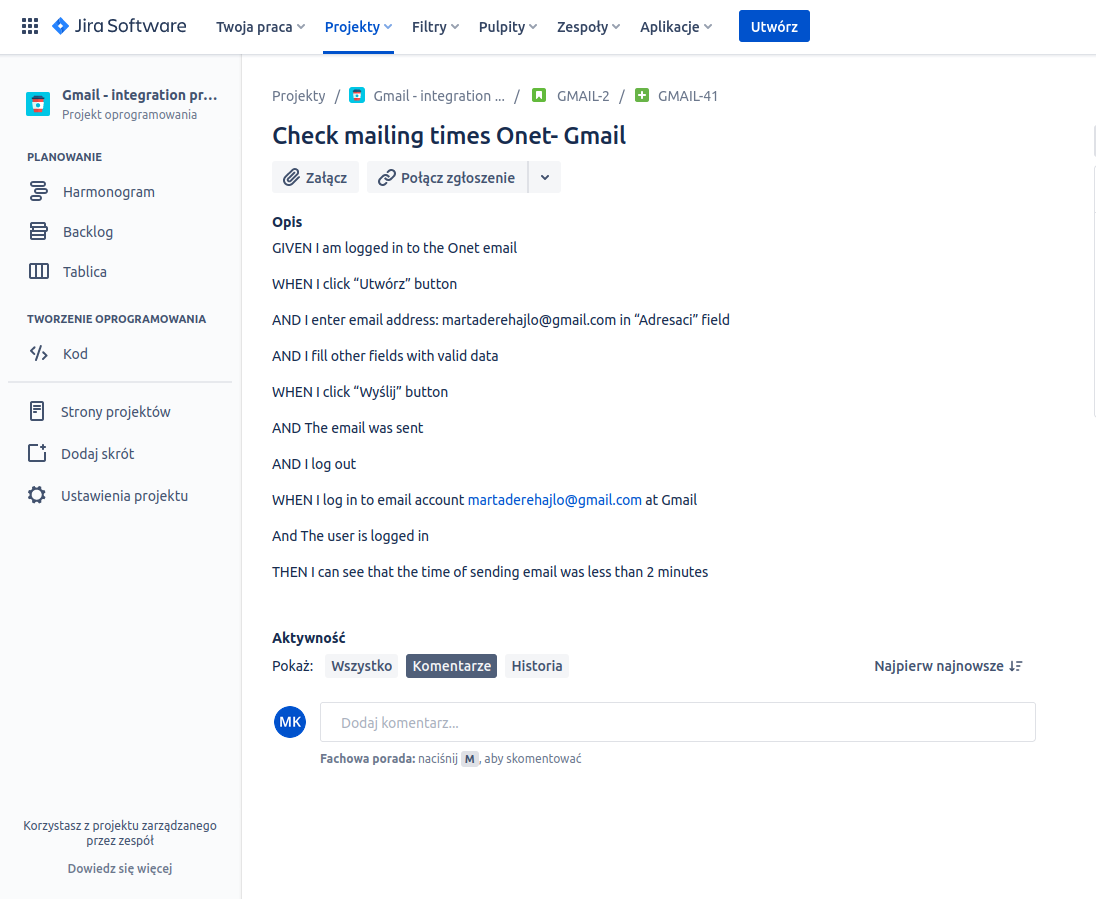 Jira Software Twoja praca Projekty Filtry Pulpity Zespoły Aplikacje Utwórz
Gmail - integration pr...
Projekt oprogramowania
PLANOWANIE
Harmonogram
Backlog
Tablica
TWORZENIE OPROGRAMOWANIA
Kod
Strony projektów
Dodaj skrót
Ustawienia projektu
Korzystasz z projektu zarządzanego
przez zespół
Dowiedz się więcej
Projekty / Gmail - integration ... / GMAIL-2 / GMAIL-41
Check mailing times Onet- Gmail
Załącz Połącz zgłoszenie
Opis
GIVEN I am logged in to the Onet email
WHEN I click “Utwórz” button
AND I enter email address: martaderehajlo@gmail.com in “Adresaci” field
AND I fill other fields with valid data
WHEN I click “Wyślij” button
AND The email was sent
AND I log out
WHEN I log in to email account martaderehajlo@gmail.com at Gmail
And The user is logged in
THEN I can see that the time of sending email was less than 2 minutes
Aktywność
Pokaż: Wszystko Komentarze Historia Najpierw najnowsze
MK Dodaj komentarz...
Fachowa porada: naciśnij M, aby skomentować